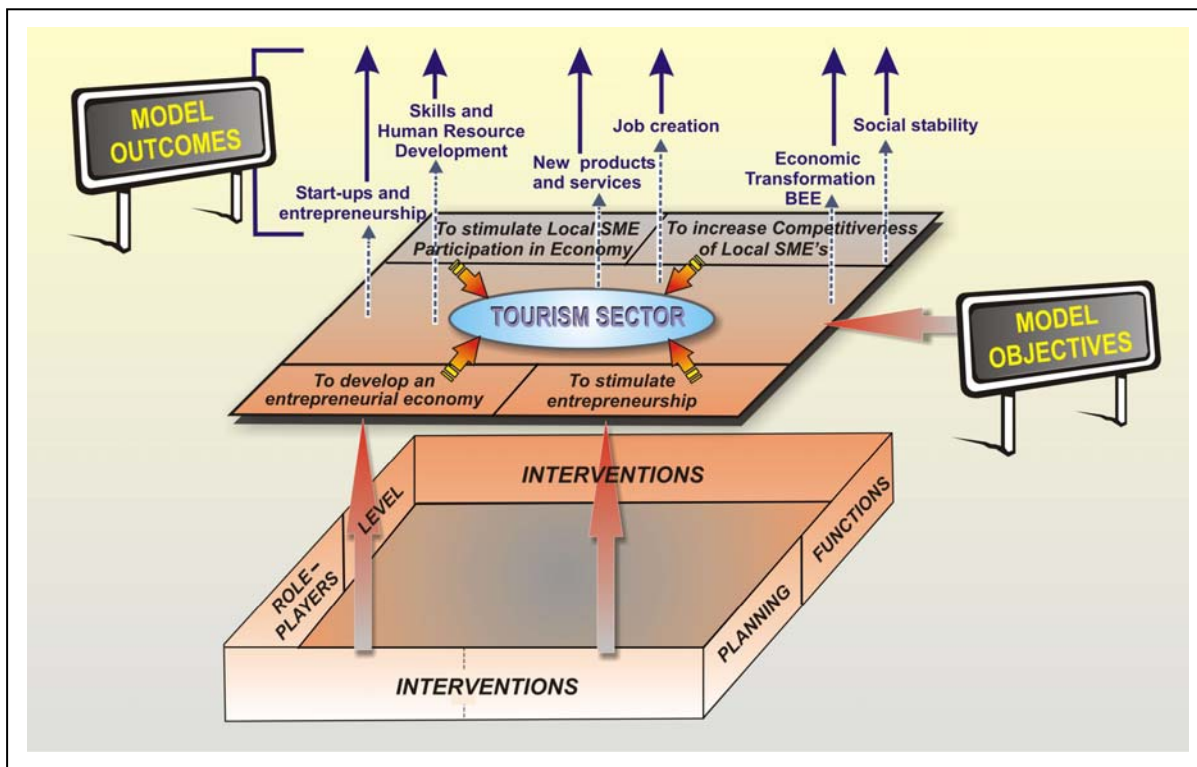 MODEL
OUTCOMES
Start-ups and
entrepreneurship
Skills and
Human Resource
Development
New products
and services
Job creation
Economic
Transformation
BEE
Social stability
To stimulate Local SME
Participation in Economy
To increase Competitiveness
of Local SME's
TOURISM SECTOR
MODEL
OBJECTIVES
To develop an
entrepreneurial economy
To stimulate
entrepreneurship
INTERVENTIONS
LEVEL
ROLE–
PLAYERS
FUNCTIONS
PLANNING
INTERVENTIONS